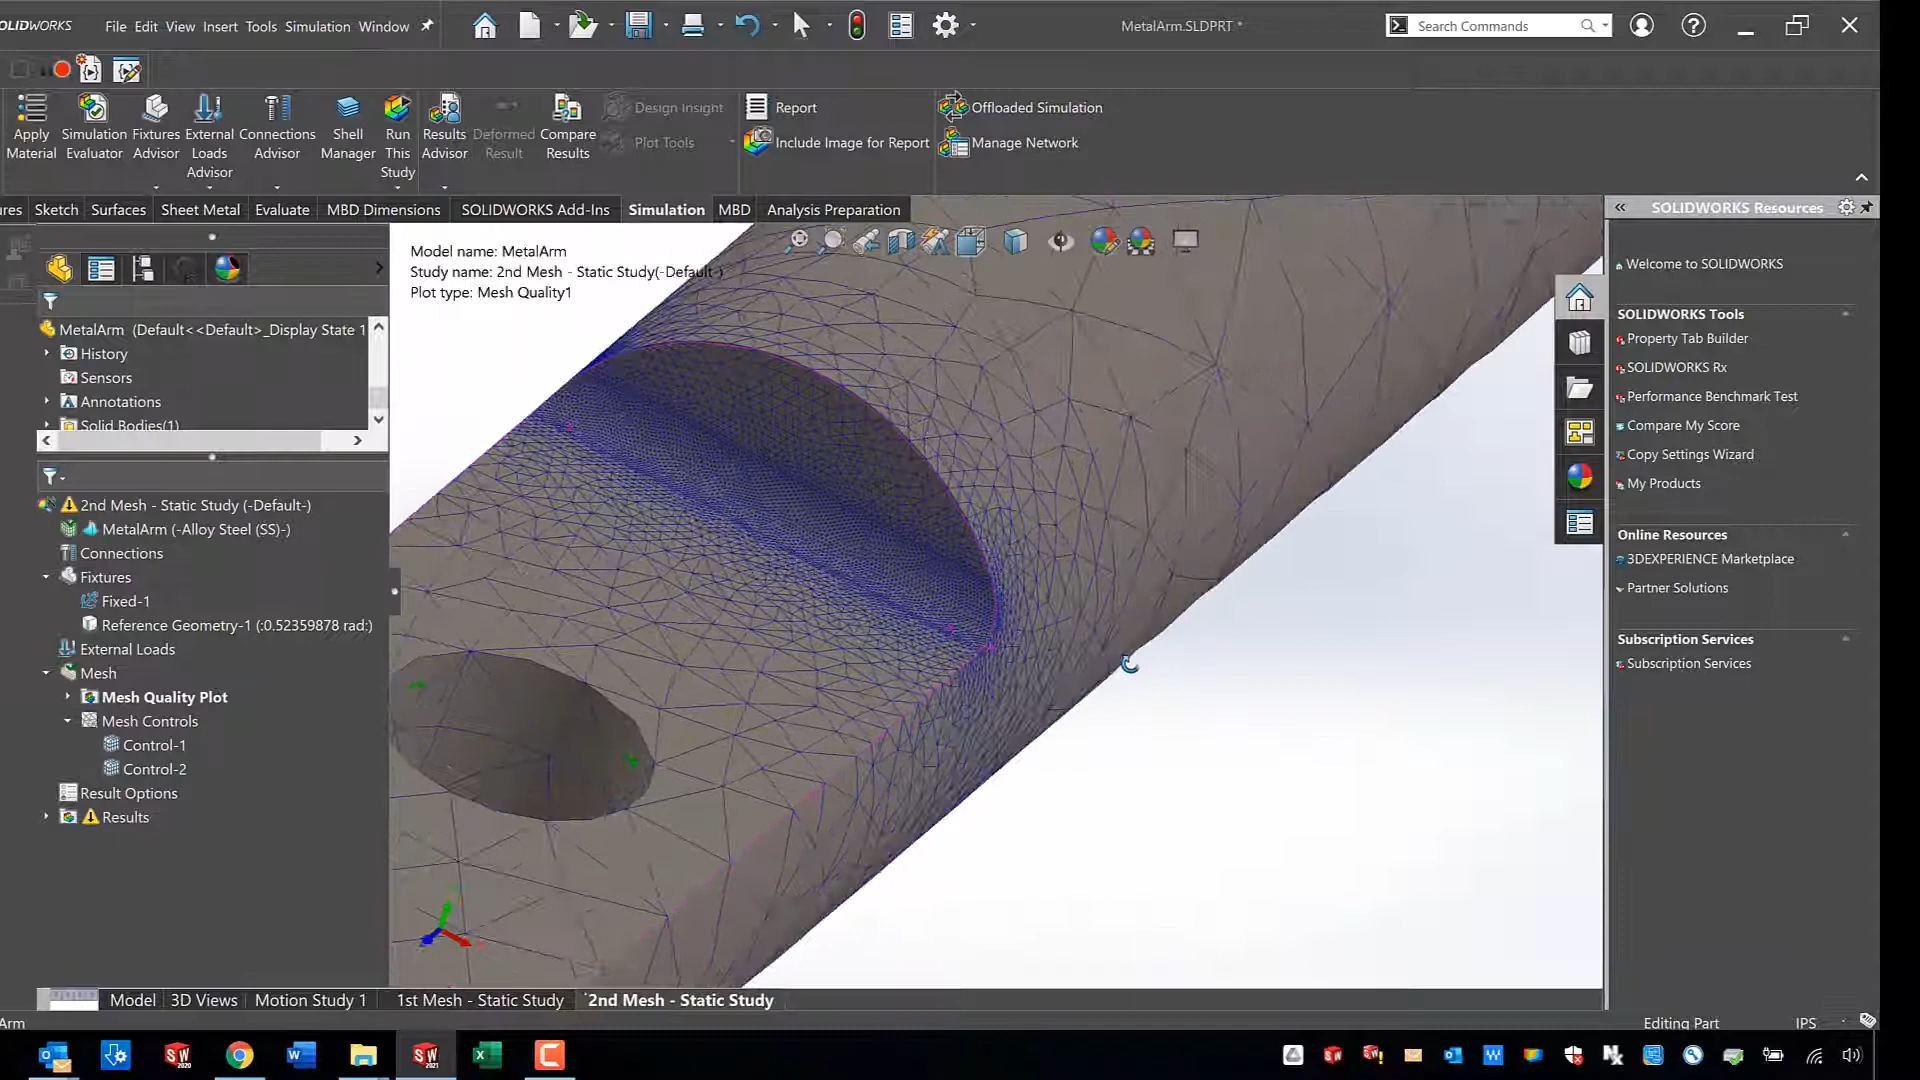 SOLIDWORKS
File Edit View Insert Tools Simulation Window
MetalArm.SLDPRT *
Search Commands
Apply Material
Simulation Evaluator
Fixtures Advisor
External Loads Advisor
Connections Advisor
Shell Manager
Run This Study
Results Advisor
Deformed Result
Compare Results
Design Insight
Plot Tools
Report
Include Image for Report
Offloaded Simulation
Manage Network
ures Sketch Surfaces Sheet Metal Evaluate MBD Dimensions SOLIDWORKS Add-Ins Simulation MBD Analysis Preparation
MetalArm (Default<<Default>_Display State 1
History
Sensors
Annotations
Solid Bodies(1)
2nd Mesh - Static Study (-Default-)
MetalArm (-Alloy Steel (SS)-)
Connections
Fixtures
Fixed-1
Reference Geometry-1 (:0.52359878 rad:)
External Loads
Mesh
Mesh Quality Plot
Mesh Controls
Control-1
Control-2
Result Options
Results
Model name: MetalArm
Study name: 2nd Mesh - Static Study(-Default-)
Plot type: Mesh Quality1
SOLIDWORKS Resources
Welcome to SOLIDWORKS
SOLIDWORKS Tools
Property Tab Builder
SOLIDWORKS Rx
Performance Benchmark Test
Compare My Score
Copy Settings Wizard
My Products
Online Resources
3DEXPERIENCE Marketplace
Partner Solutions
Subscription Services
Subscription Services
Model 3D Views Motion Study 1 1st Mesh - Static Study 2nd Mesh - Static Study
Arm
Editing Part IPS
SW 2020
SW 2021